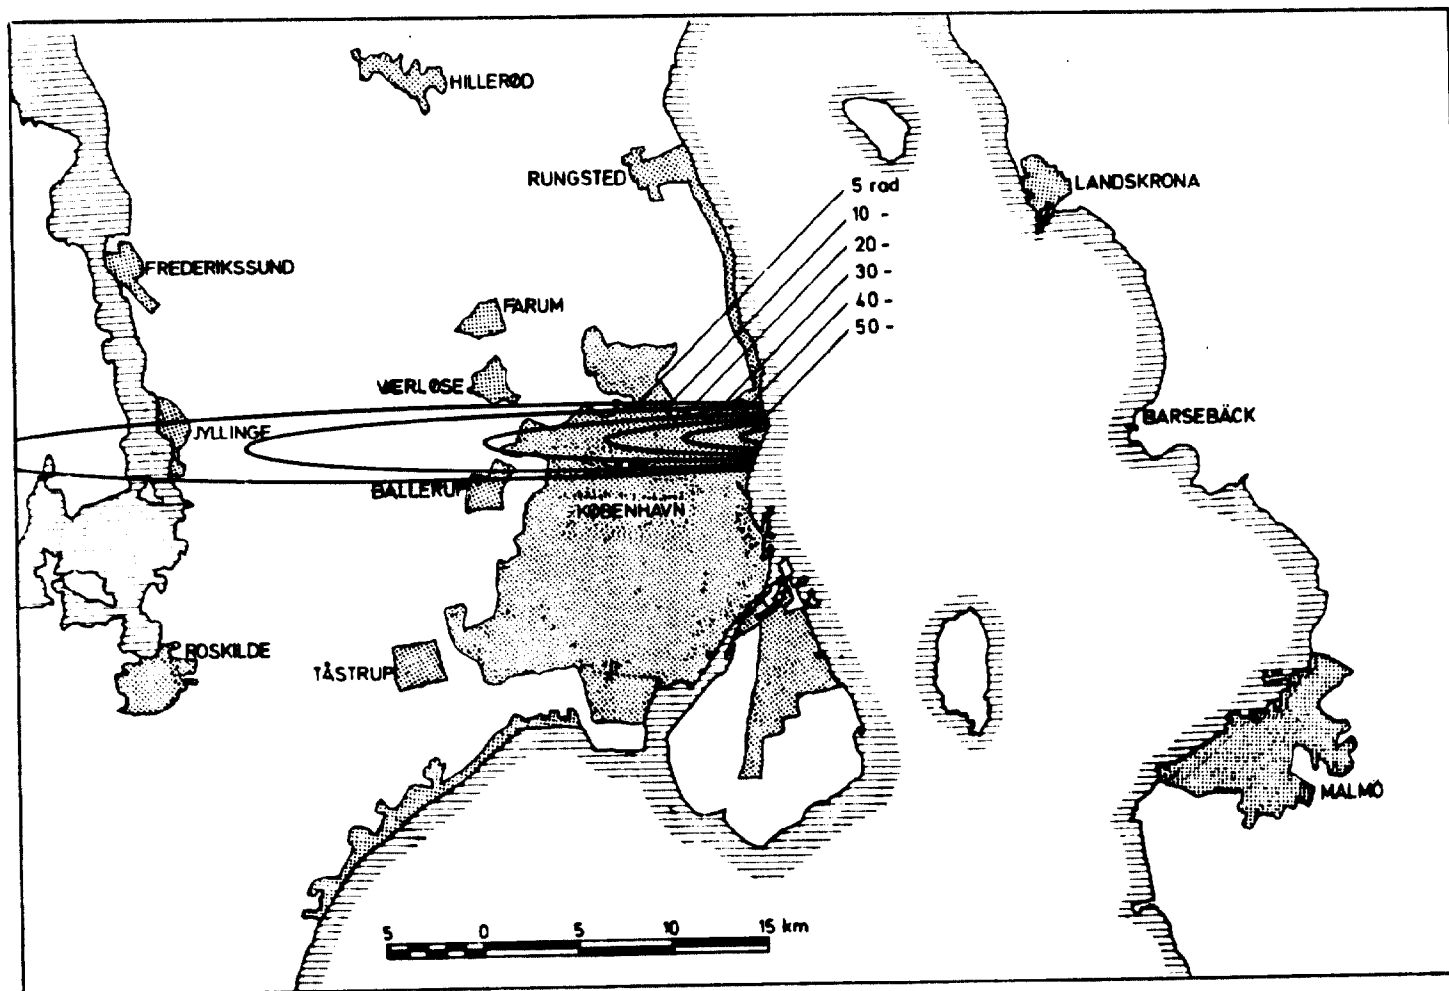 HILLERØD
RUNGSTED
LANDSKRONA
5 rad
10 -
20 -
30 -
40 -
50 -
FREDERIKSSUND
FARUM
VÆRLØSE
JYLLINGE
BARSEBÄCK
BALLERUP
KØBENHAVN
ROSKILDE
TÅSTRUP
MALMÖ
5 0 5 10 15 km